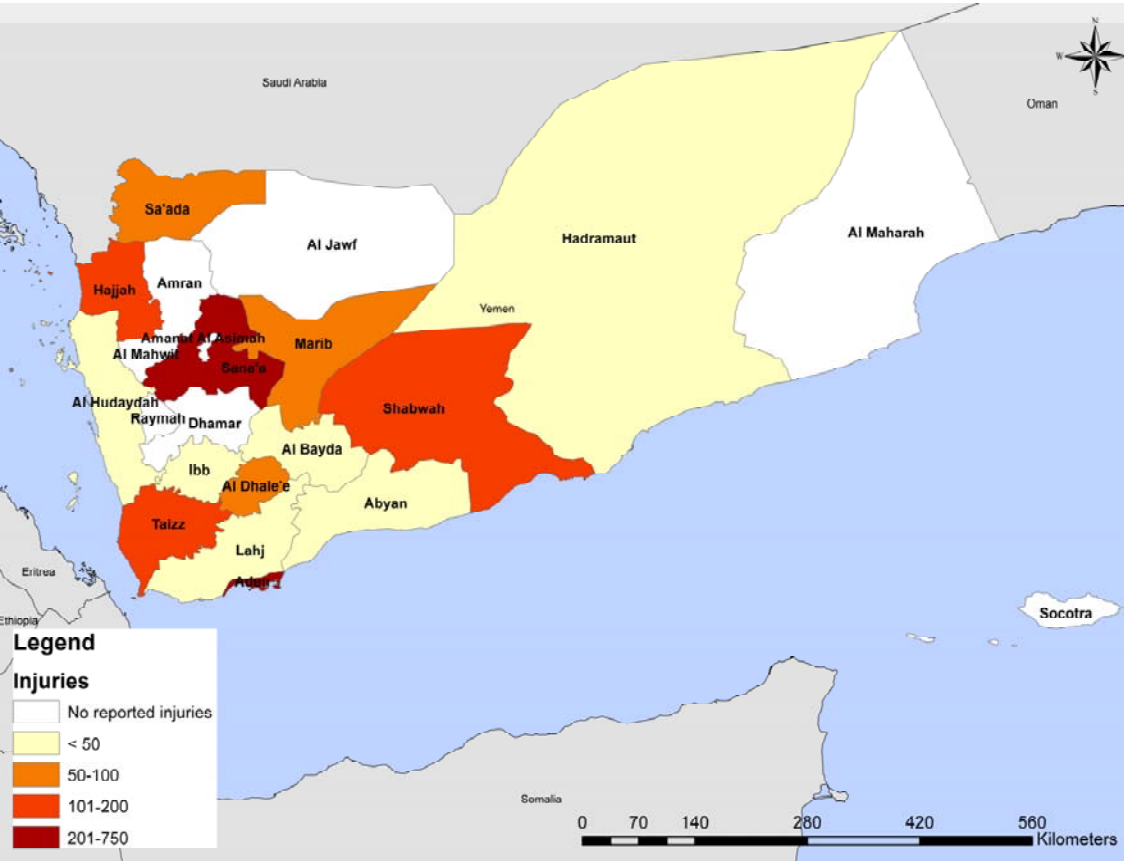 N
W
S
Saudi Arabia
Oman
Sa'ada
Al Jawf
Hadramaut
Al Maharah
Hajjah
Amran
Yemen
Amanat Al Asimah
Marib
Al Mahwit
Sana'a
Al Hudaydah
Shabwah
Raymah
Dhamar
Al Bayda
Ibb
Al Dhale'e
Abyan
Taizz
Lahj
Eritrea
Aden
Ethiopia
Socotra
Legend
Injuries
No reported injuries
< 50
50-100
101-200
201-750
Somalia
0 70 140 280 420 560
Kilometers